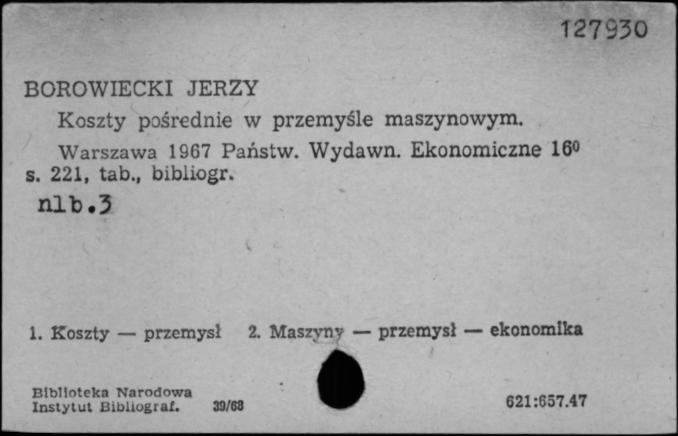 127930
BOROWIECKI JERZY
Koszty pośrednie w przemyśle maszynowym.
Warszawa 1967 Państw. Wydawn. Ekonomiczne 16⁰
s. 221, tab., bibliogr.
nlb.3
1. Koszty — przemysł 2. Maszyny — przemysł — ekonomika
Biblioteka Narodowa
Instytut Bibliograf. 39/68 621:657.47